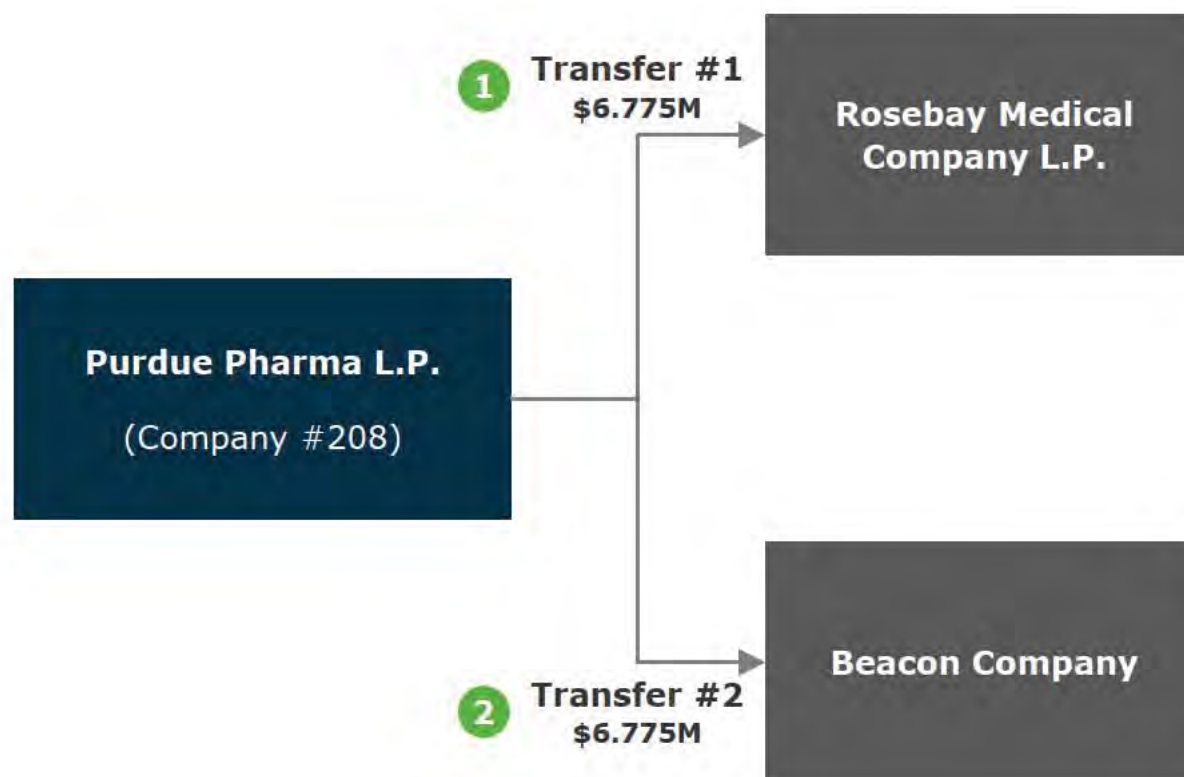 1
Transfer #1
$6.775M
Rosebay Medical
Company L.P.
Purdue Pharma L.P.
(Company #208)
Beacon Company
2
Transfer #2
$6.775M